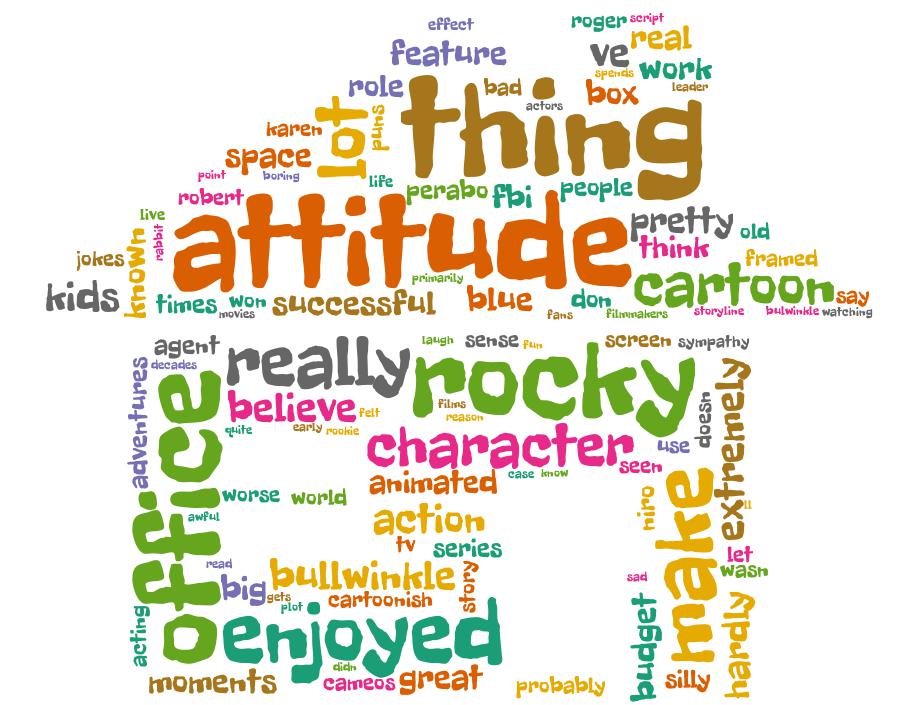 effect
roger script
feature
ve real
spends work
role bad leader
thing
box
actors
lot puns
karen
space
point boring
life
robert perabo fbi people
live
attitude
pretty
old
rabbit
think
jokes known
framed
primarily
cartoon
kids times won successful blue don say
movies fans filmmakers storyline bulwinkle watching
agent really laugh sense fun screen sympathy
decades
rocky
adventures office
believe felt films
reason
quite early rookie
character
use doesn extremely
seen
animated case know
worse world
action
awful
niro make ll
tv series
let
read
bullwinkle
wasn
big gets
story
sad
cartoonish
plot
acting enjoyed
budget hardly
didn
moments cameos great probably silly